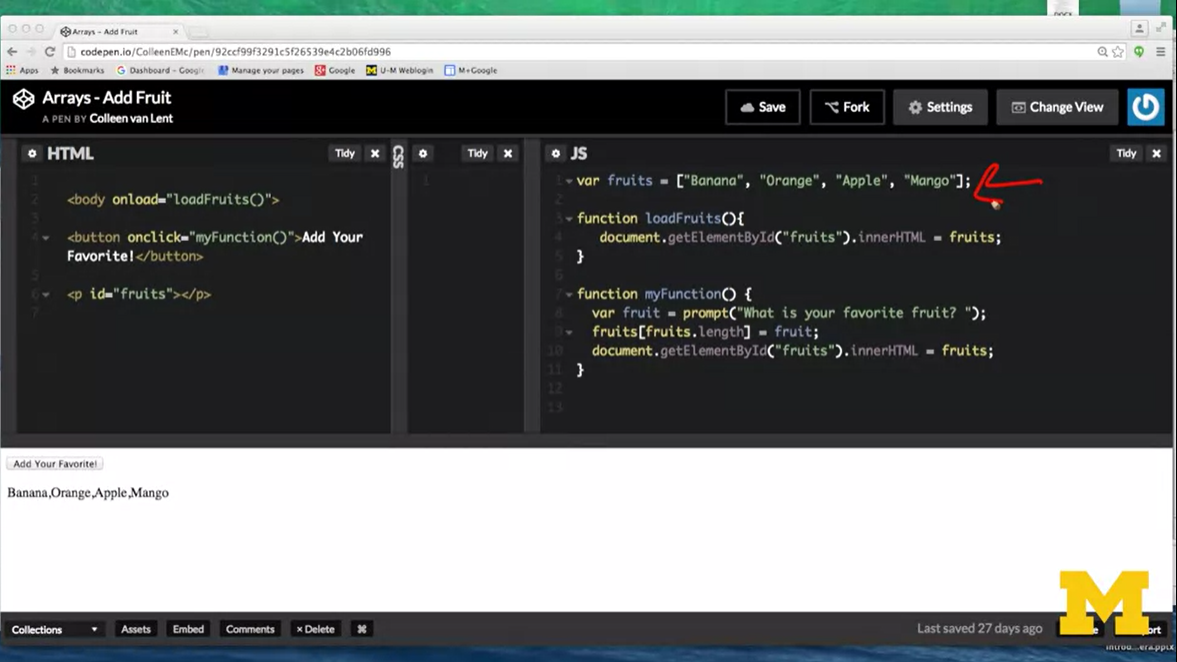 DOCX
Arrays - Add Fruit
codepen.io/ColleenEMc/pen/92ccf99f3291c5f26539e4c2b06fd996
Apps Bookmarks Dashboard - Google Manage your pages Google U-M Weblogin M+Google
Arrays - Add Fruit
A PEN BY Colleen van Lent
Save Fork Settings Change View
HTML Tidy
CSS Tidy
JS Tidy
1
2 <body onload="loadFruits()">
3
4 <button onclick="myFunction()">Add Your
Favorite!</button>
5
6 <p id="fruits"></p>
7
1
1 var fruits = ["Banana", "Orange", "Apple", "Mango"];
2
3 function loadFruits(){
4 document.getElementById("fruits").innerHTML = fruits;
5 }
6
7 function myFunction() {
8 var fruit = prompt("What is your favorite fruit? ");
9 fruits[fruits.length] = fruit;
10 document.getElementById("fruits").innerHTML = fruits;
11 }
12
13
Add Your Favorite!
Banana,Orange,Apple,Mango
M
Collections Assets Embed Comments × Delete ⌘ Last saved 27 days ago